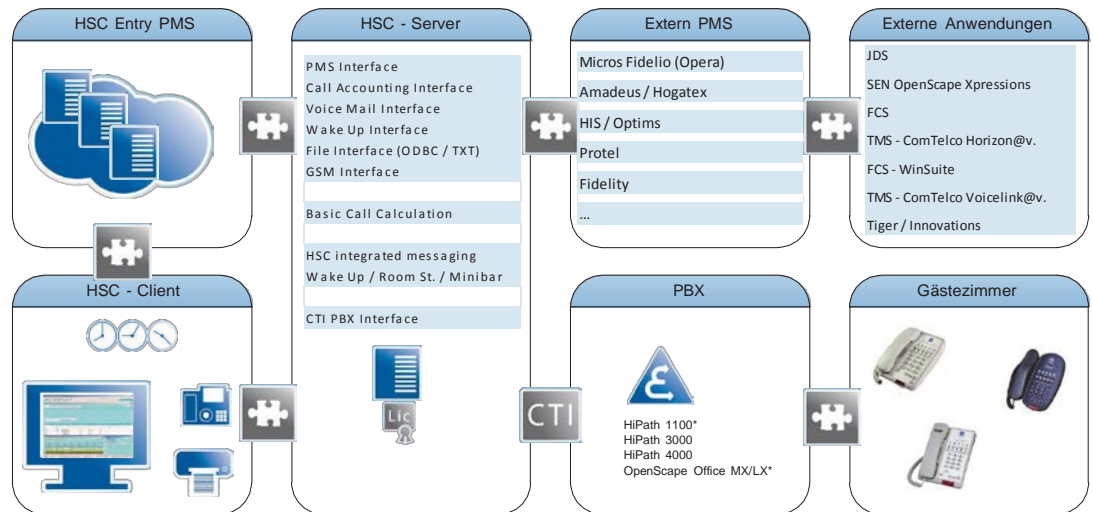 HSC Entry PMS
HSC - Server
PMS Interface
Call Accounting Interface
Voice Mail Interface
Wake Up Interface
File Interface (ODBC / TXT)
GSM Interface
Basic Call Calculation
HSC integrated messaging
Wake Up / Room St. / Minibar
CTI PBX Interface
Lic
Extern PMS
Micros Fidelio (Opera)
Amadeus / Hogatex
HIS / Optims
Protel
Fidelity
...
Externe Anwendungen
JDS
SEN OpenScape Xpressions
FCS
TMS - ComTelco Horizon@v.
FCS - WinSuite
TMS - ComTelco Voicelink@v.
Tiger / Innovations
HSC - Client
CTI
PBX
HiPath 1100*
HiPath 3000
HiPath 4000
OpenScape Office MX/LX*
Gästezimmer